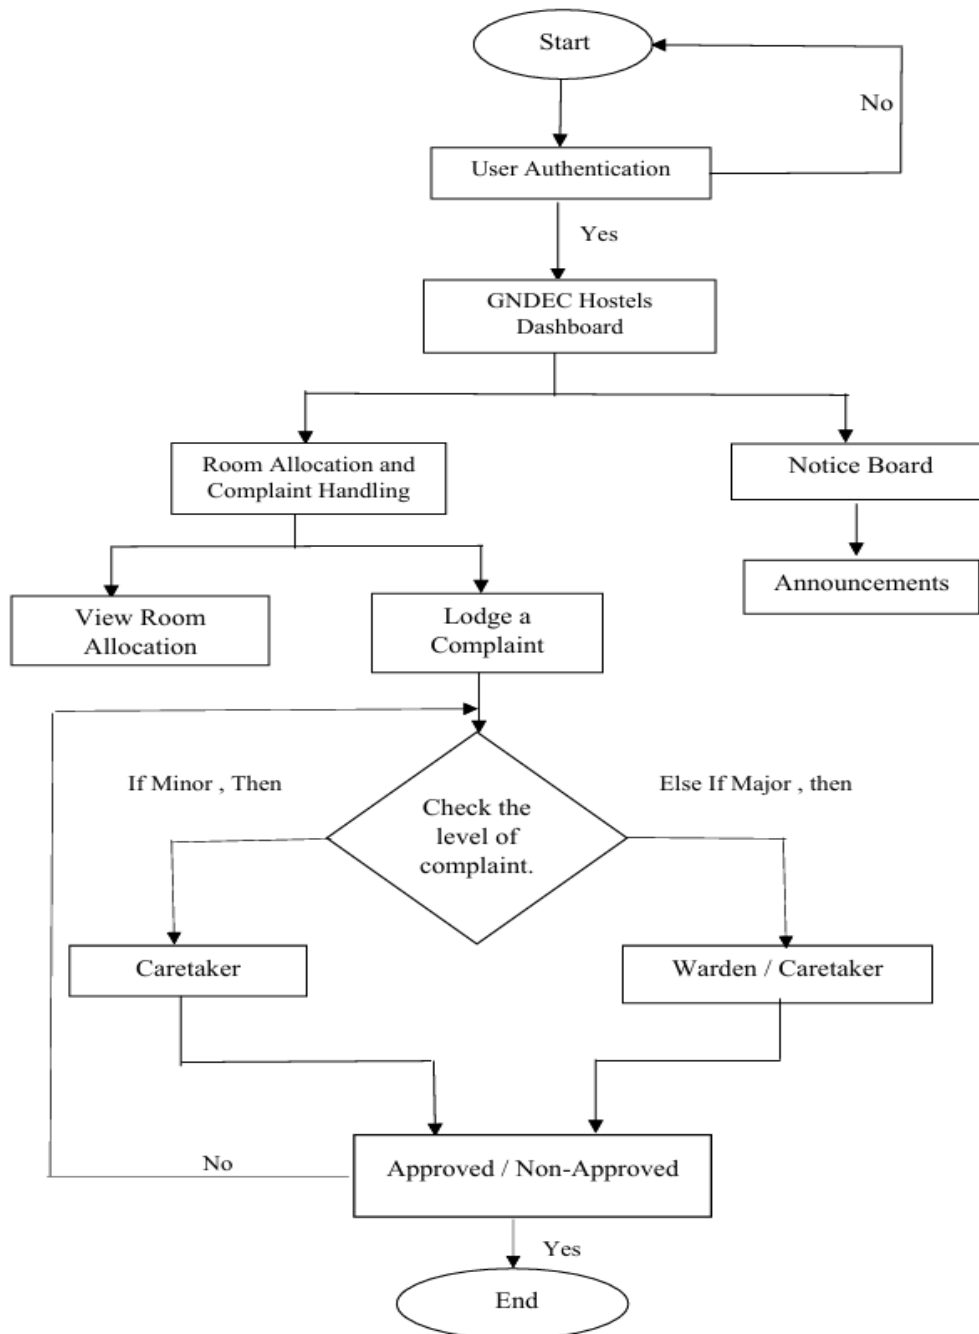 Start
No
User Authentication
Yes
GNDEC Hostels
Dashboard
Room Allocation and
Complaint Handling
Notice Board
Announcements
View Room
Allocation
Lodge a
Complaint
If Minor , Then
Else If Major , then
Check the
level of
complaint.
Caretaker
Warden / Caretaker
No
Approved / Non-Approved
Yes
End